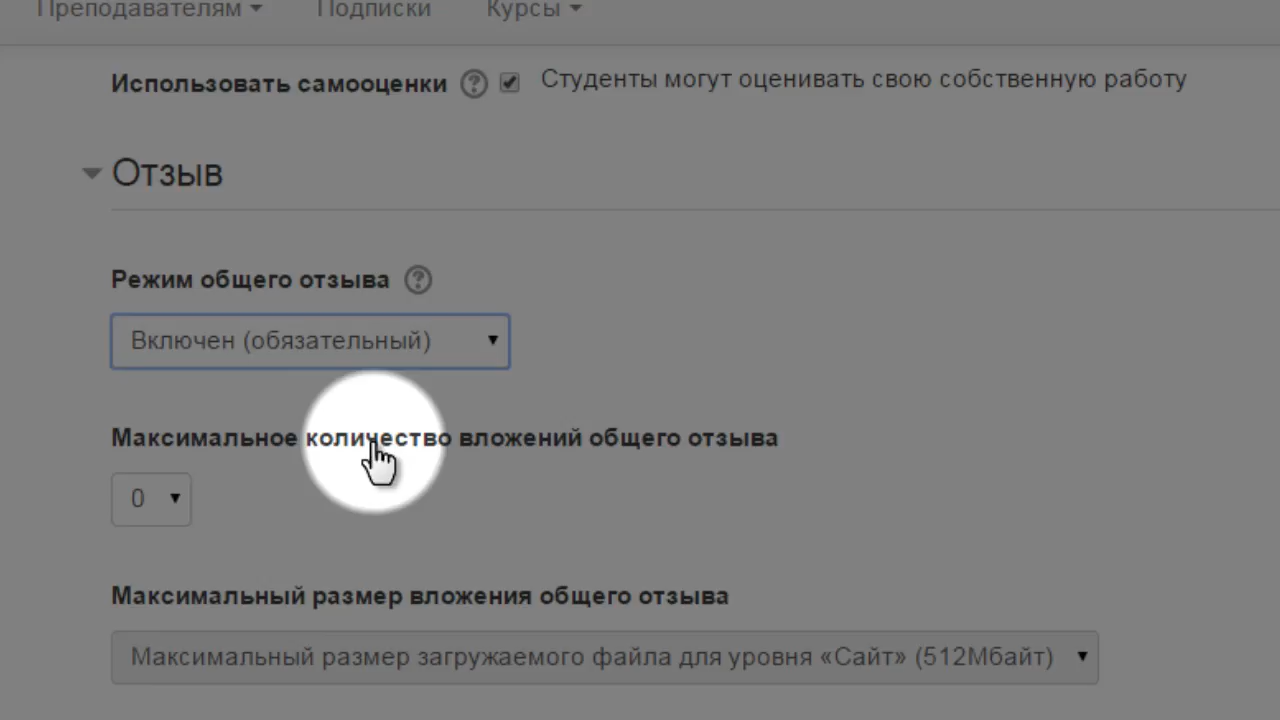 Преподавателям Подписки Курсы
Использовать самооценки ? Студенты могут оценивать свою собственную работу
Отзыв
Режим общего отзыва ?
Включен (обязательный)
Максимальное количество вложений общего отзыва
0
Максимальный размер вложения общего отзыва
Максимальный размер загружаемого файла для уровня «Сайт» (512Мбайт)